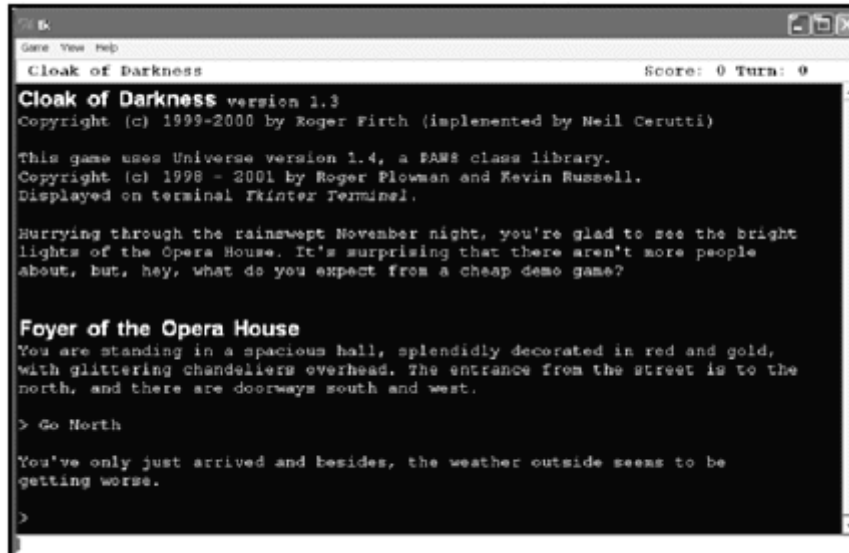 tk
Game View Help
Cloak of Darkness Score: 0 Turn: 0
Cloak of Darkness version 1.3
Copyright (c) 1999-2000 by Roger Firth (implemented by Neil Cerutti)
This game uses Universe version 1.4, a PAWS class library.
Copyright (c) 1998 - 2001 by Roger Plowman and Kevin Russell.
Displayed on terminal Tkinter Terminal.
Hurrying through the rainswept November night, you're glad to see the bright
lights of the Opera House. It's surprising that there aren't more people
about, but, hey, what do you expect from a cheap demo game?
Foyer of the Opera House
You are standing in a spacious hall, splendidly decorated in red and gold,
with glittering chandeliers overhead. The entrance from the street is to the
north, and there are doorways south and west.
> Go North
You've only just arrived and besides, the weather outside seems to be
getting worse.
>